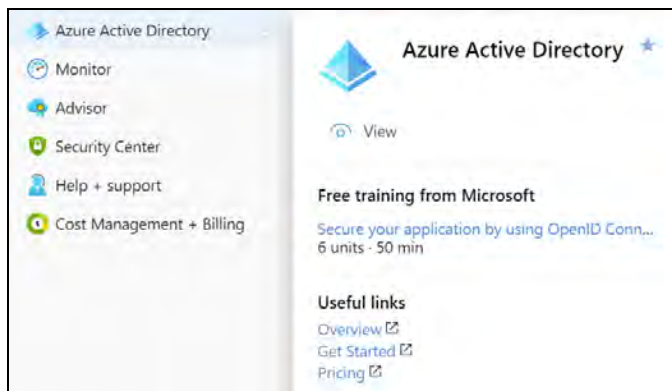 Azure Active Directory
Monitor
Advisor
Security Center
Help + support
Cost Management + Billing
Azure Active Directory
View
Free training from Microsoft
Secure your application by using OpenID Conn...
6 units · 50 min
Useful links
Overview
Get Started
Pricing